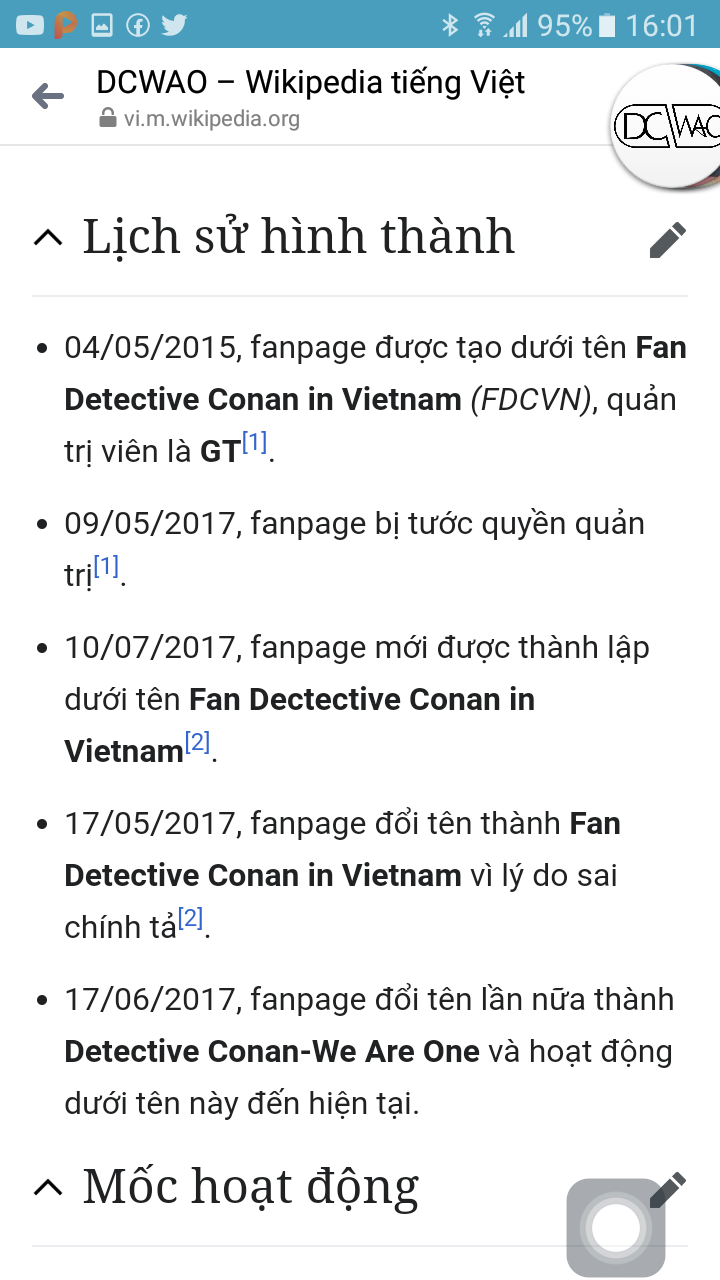 95% 16:01
DCWAO – Wikipedia tiếng Việt
vi.m.wikipedia.org
DC WAO
Lịch sử hình thành
• 04/05/2015, fanpage được tạo dưới tên Fan
Detective Conan in Vietnam (FDCVN), quản
trị viên là GT[1].
• 09/05/2017, fanpage bị tước quyền quản
trị[1].
• 10/07/2017, fanpage mới được thành lập
dưới tên Fan Dectective Conan in
Vietnam[2].
• 17/05/2017, fanpage đổi tên thành Fan
Detective Conan in Vietnam vì lý do sai
chính tả[2].
• 17/06/2017, fanpage đổi tên lần nữa thành
Detective Conan-We Are One và hoạt động
dưới tên này đến hiện tại.
Mốc hoạt động